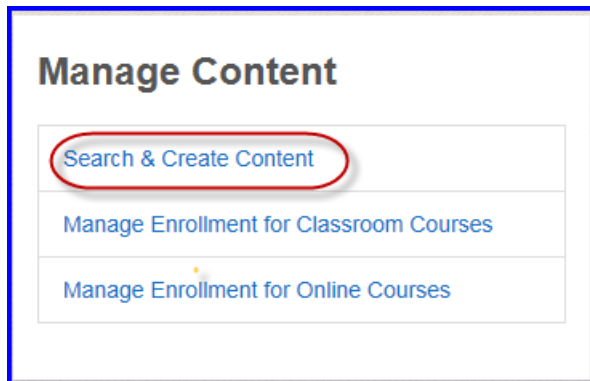 Manage Content
Search & Create Content
Manage Enrollment for Classroom Courses
Manage Enrollment for Online Courses